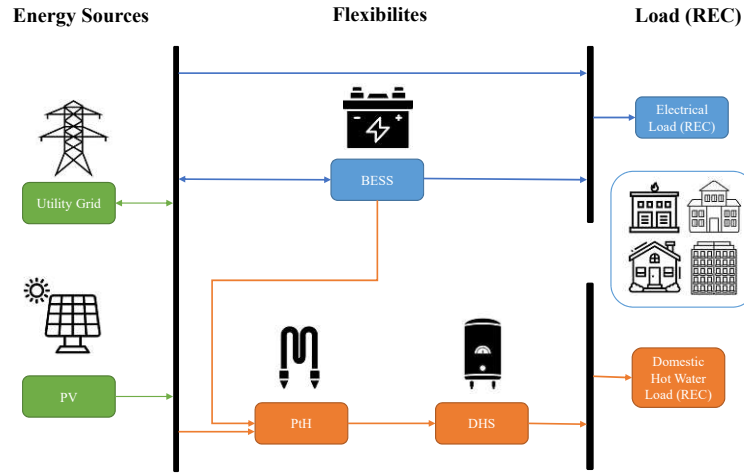 Energy Sources
Flexibilites
Load (REC)
Electrical
Load (REC)
BESS
Utility Grid
Domestic
Hot Water
Load (REC)
PV
PtH
DHS